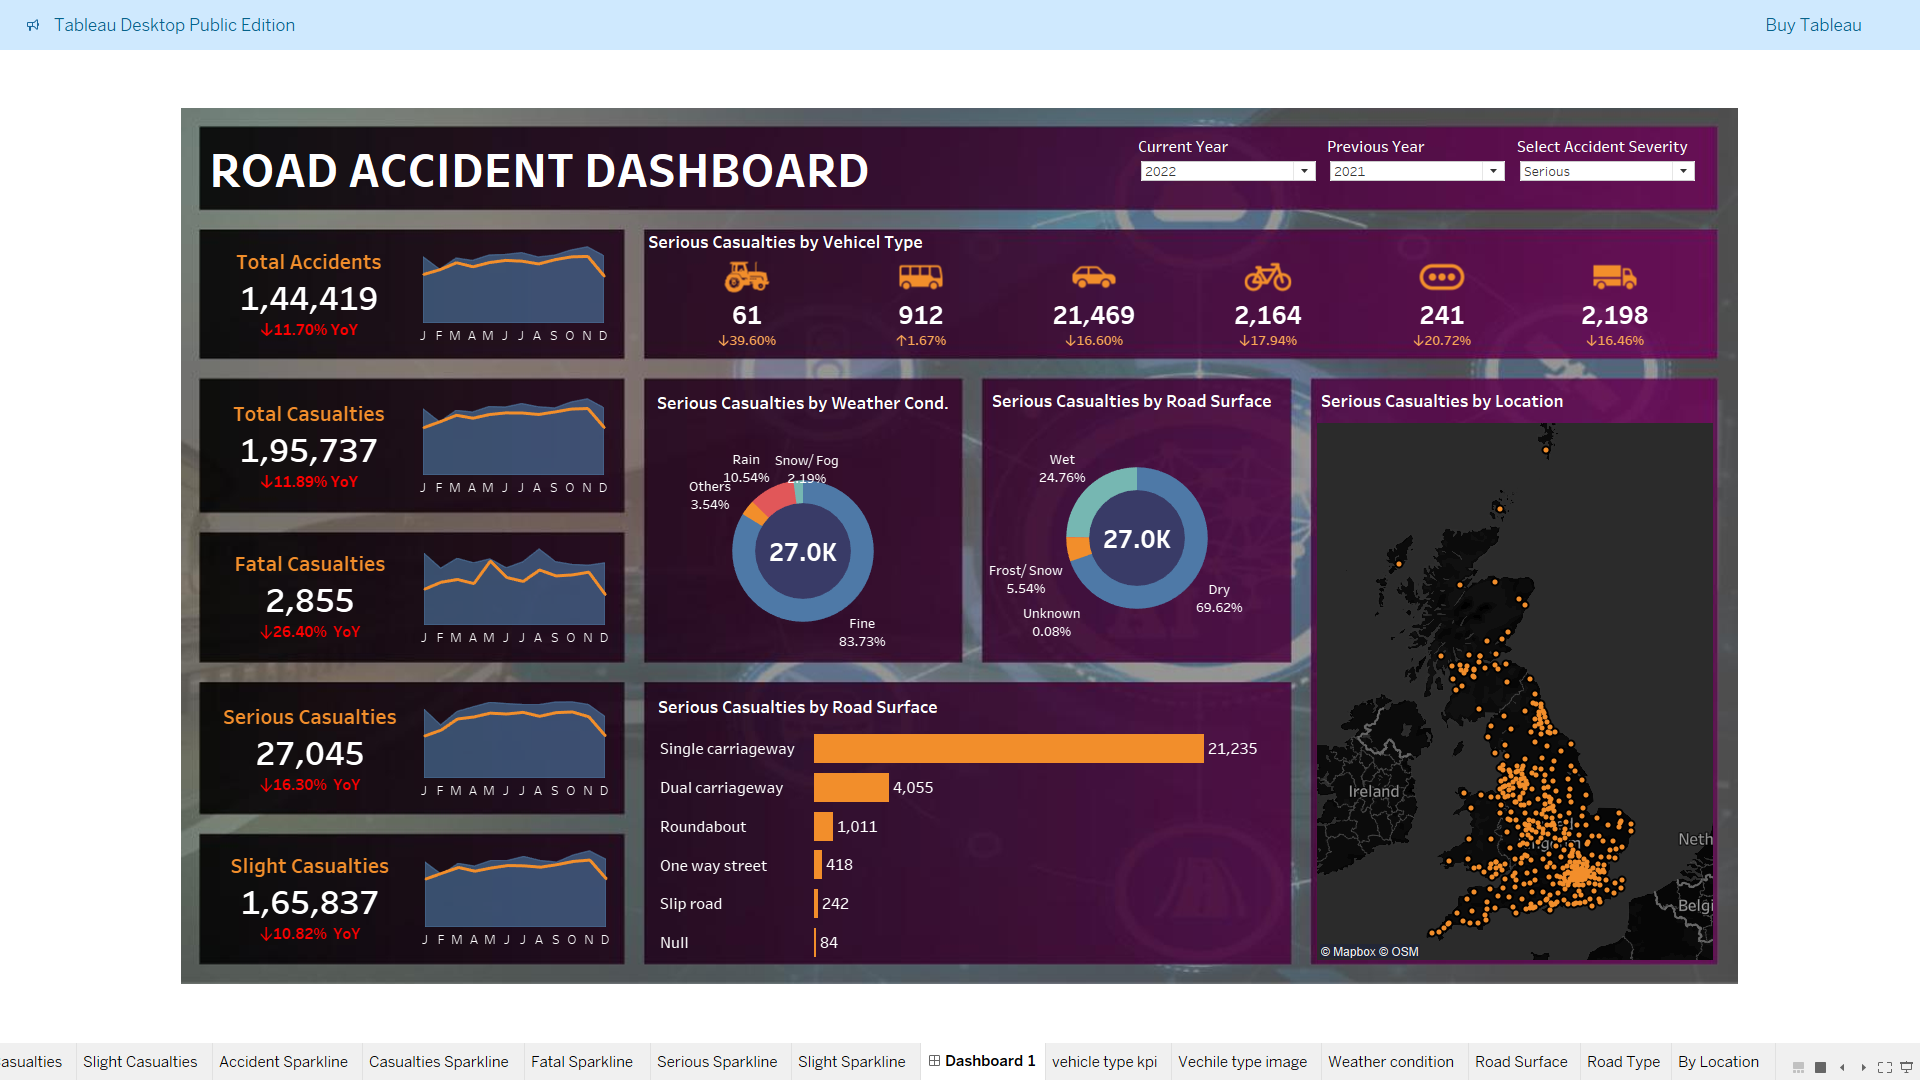 Tableau Desktop Public Edition
Buy Tableau
ROAD ACCIDENT DASHBOARD
Current Year
2022
Previous Year
2021
Select Accident Severity
Serious
Total Accidents
1,44,419
↓11.70% YoY
J F M A M J J A S O N D
Serious Casualties by Vehicel Type
61
↓39.60%
912
↑1.67%
21,469
↓16.60%
2,164
↓17.94%
241
↓20.72%
2,198
↓16.46%
Total Casualties
1,95,737
↓11.89% YoY
J F M A M J J A S O N D
Fatal Casualties
2,855
↓26.40% YoY
J F M A M J J A S O N D
Serious Casualties
27,045
↓16.30% YoY
J F M A M J J A S O N D
Slight Casualties
1,65,837
↓10.82% YoY
J F M A M J J A S O N D
Serious Casualties by Weather Cond.
Rain
10.54%
Snow/ Fog
2.19%
Others
3.54%
27.0K
Fine
83.73%
Serious Casualties by Road Surface
Wet
24.76%
27.0K
Frost/ Snow
5.54%
Unknown
0.08%
Dry
69.62%
Serious Casualties by Road Surface
Single carriageway 21,235
Dual carriageway 4,055
Roundabout 1,011
One way street 418
Slip road 242
Null 84
Serious Casualties by Location
Ireland
Neth
Belgi
© Mapbox © OSM
asualties
Slight Casualties
Accident Sparkline
Casualties Sparkline
Fatal Sparkline
Serious Sparkline
Slight Sparkline
Dashboard 1
vehicle type kpi
Vechile type image
Weather condition
Road Surface
Road Type
By Location